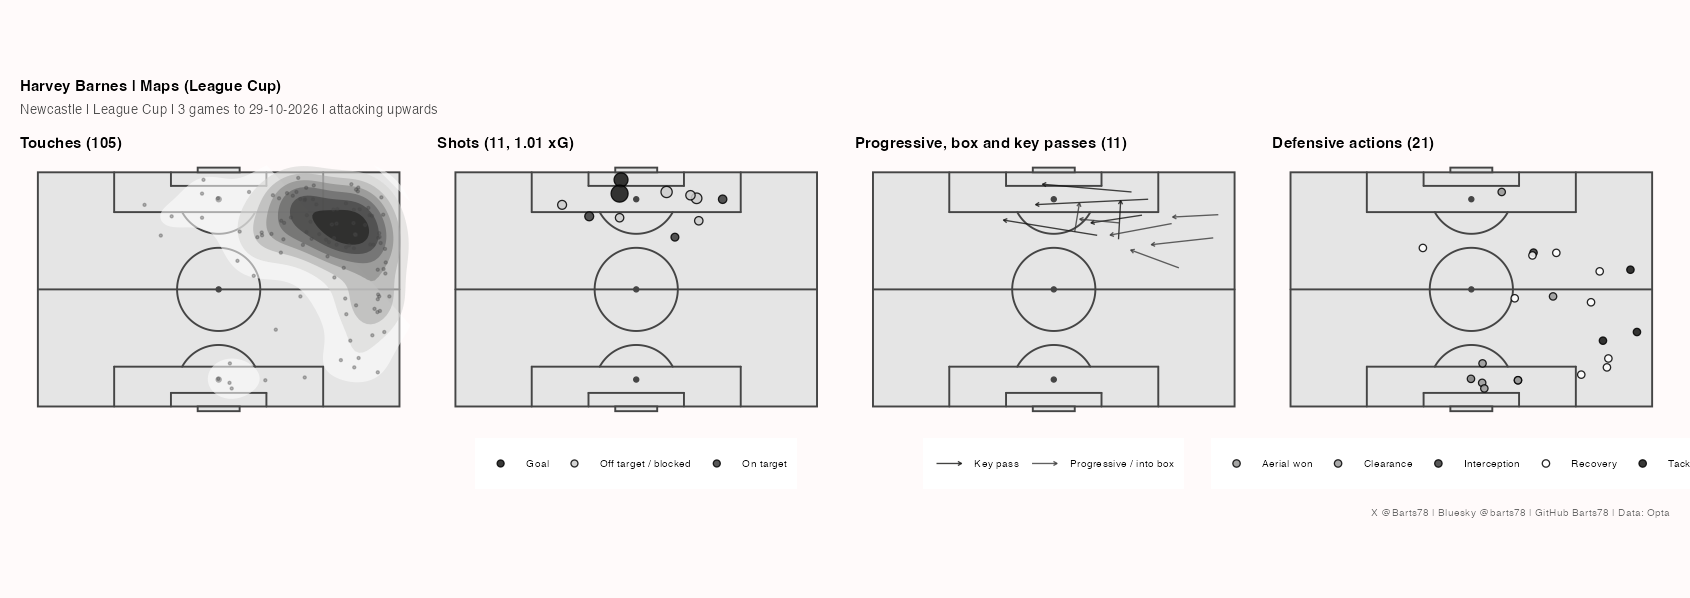 Harvey Barnes | Maps (League Cup)
Newcastle | League Cup | 3 games to 29-10-2026 | attacking upwards
Touches (105)
Shots (11, 1.01 xG)
Progressive, box and key passes (11)
Defensive actions (21)
Goal
Off target / blocked
On target
Key pass
Progressive / into box
Aerial won
Clearance
Interception
Recovery
Tack
X @Barts78 | Bluesky @barts78 | GitHub Barts78 | Data: Opta